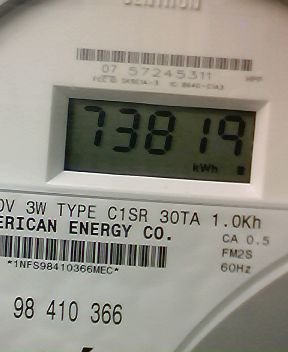 CENTRON
07 57245311
73819
kWh
0V 3W TYPE C1SR 30TA 1.0Kh
ERICAN ENERGY CO.
CA 0.5
FM2S
*1NFS98410366MEC*
60Hz
98 410 366